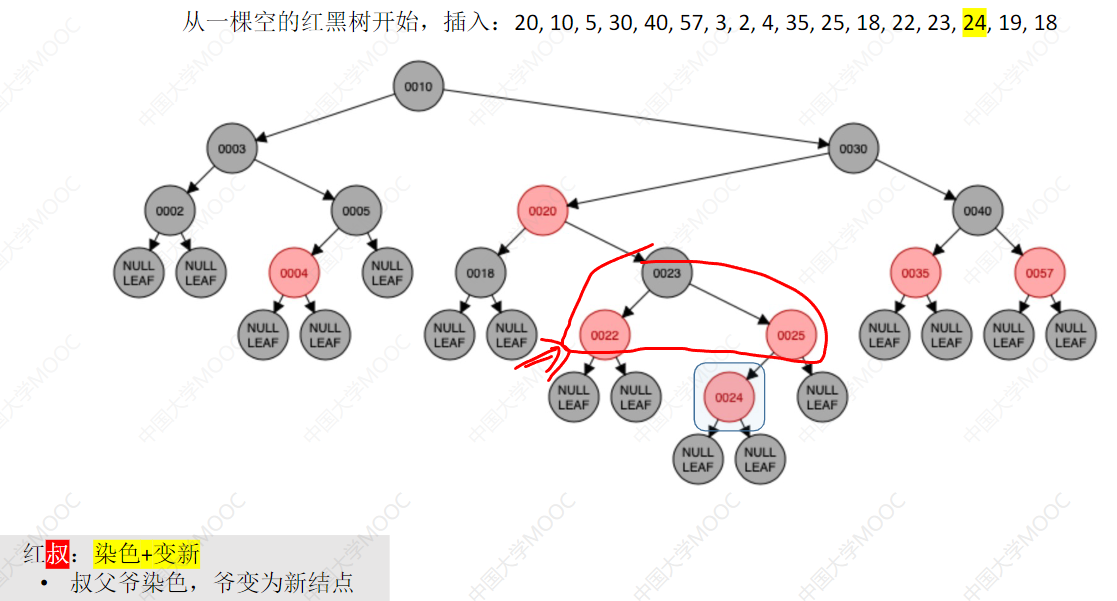 从一棵空的红黑树开始，插入：20, 10, 5, 30, 40, 57, 3, 2, 4, 35, 25, 18, 22, 23, 24, 19, 18
0010
0003 0030
0002 0005 0020 0040
NULL LEAF NULL LEAF 0004 NULL LEAF 0018 0023 0035 0057
NULL LEAF NULL LEAF NULL LEAF NULL LEAF 0022 0025 NULL LEAF NULL LEAF NULL LEAF NULL LEAF
NULL LEAF NULL LEAF 0024 NULL LEAF
NULL LEAF NULL LEAF
红叔：染色+变新
• 叔父爷染色，爷变为新结点
中国大学MOOC